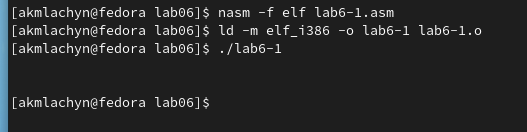 [akmlachyn@fedora lab06]$ nasm -f elf lab6-1.asm
[akmlachyn@fedora lab06]$ ld -m elf_i386 -o lab6-1 lab6-1.o
[akmlachyn@fedora lab06]$ ./lab6-1
[akmlachyn@fedora lab06]$